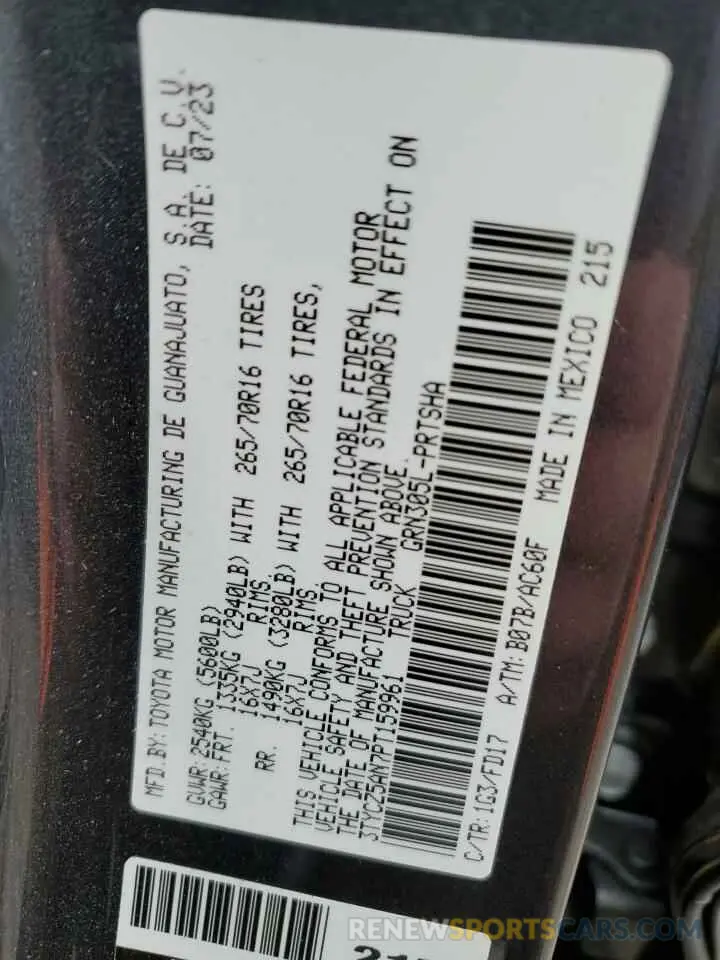 MFD.BY: TOYOTA MOTOR MANUFACTURING DE GUANAJUATO, S.A. DE C.V.
DATE: 07/23
GVWR: 2540KG (5600LB)
GAWR: FRT. 1335KG (2940LB) WITH 265/70R16 TIRES
16X7J RIMS.
RR. 1490KG (3280LB) WITH 265/70R16 TIRES,
16X7J RIMS.
THIS VEHICLE CONFORMS TO ALL APPLICABLE FEDERAL MOTOR
VEHICLE SAFETY AND THEFT PREVENTION STANDARDS IN EFFECT ON
THE DATE OF MANUFACTURE SHOWN ABOVE.
3TYCZ5AN7PT159961 TRUCK GRN305L-PRTSHA
C/TR: 1G3/FD17 A/TM: B07B/AC60F MADE IN MEXICO 215
RENEWSPORTSCARS.COM